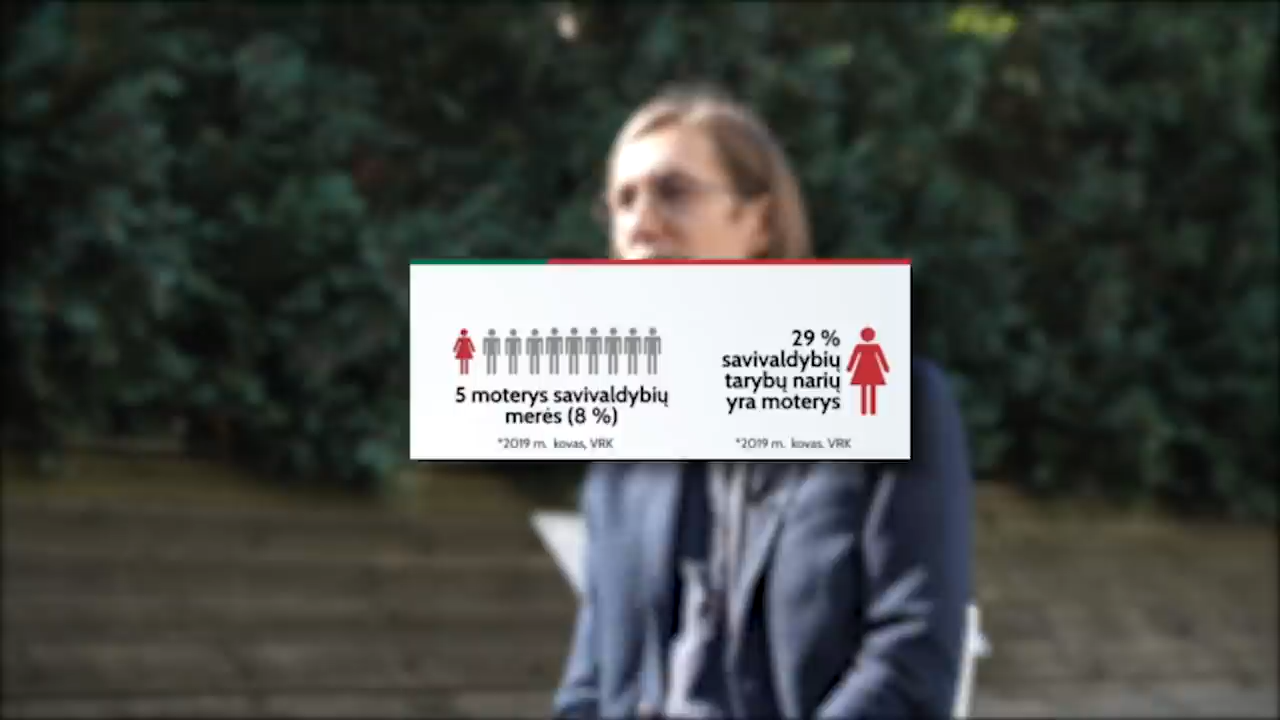 5 moterys savivaldybių
merės (8 %)
*2019 m. kovas, VRK
29 %
savivaldybių
tarybų narių
yra moterys
*2019 m. kovas. VRK